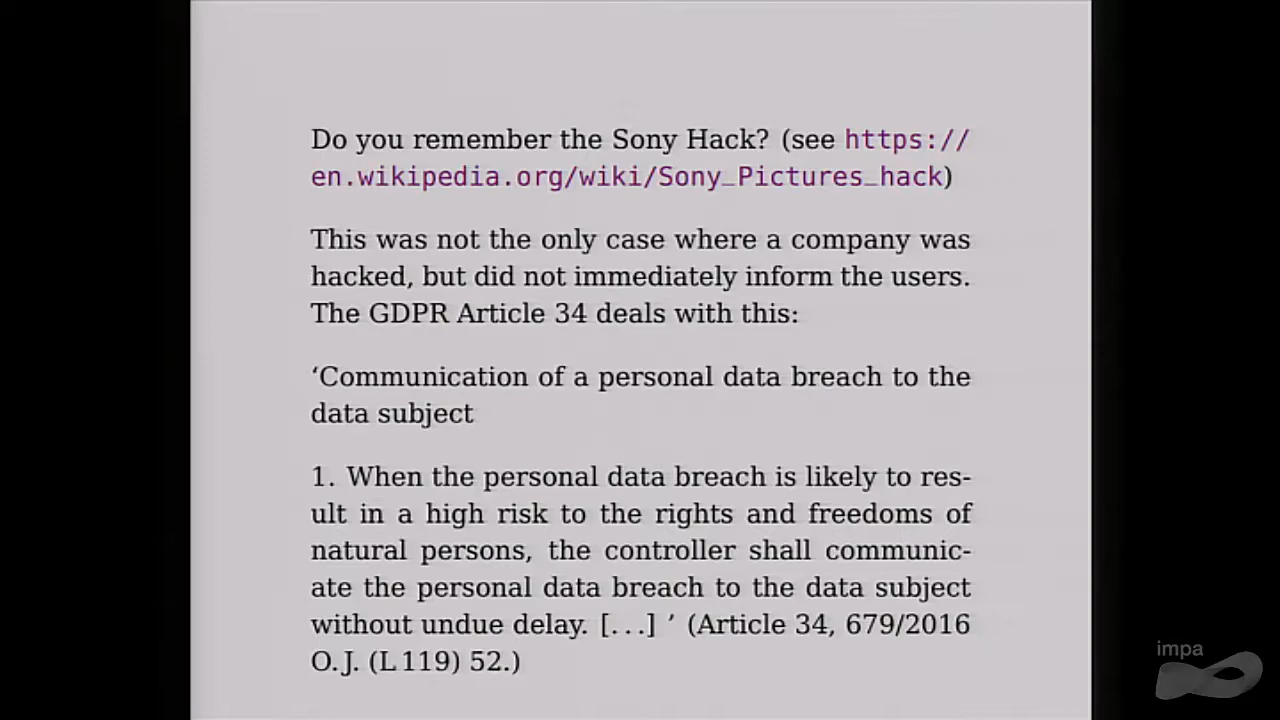 Do you remember the Sony Hack? (see https://
en.wikipedia.org/wiki/Sony_Pictures_hack)
This was not the only case where a company was
hacked, but did not immediately inform the users.
The GDPR Article 34 deals with this:
‘Communication of a personal data breach to the
data subject
1. When the personal data breach is likely to res-
ult in a high risk to the rights and freedoms of
natural persons, the controller shall communic-
ate the personal data breach to the data subject
without undue delay. [...] ’ (Article 34, 679/2016
O.J. (L 119) 52.)
impa